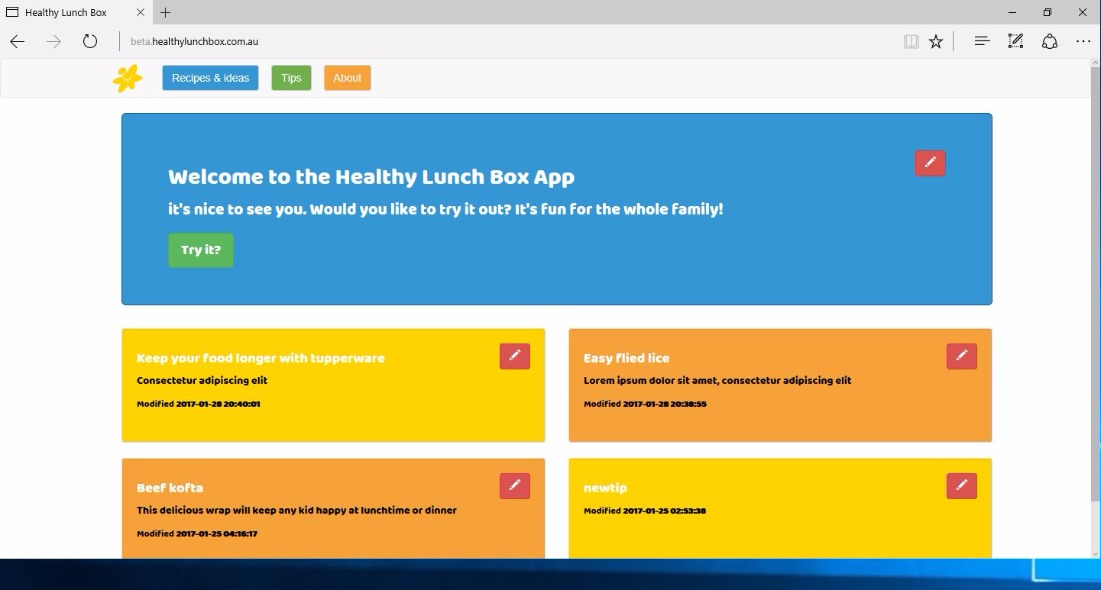 Healthy Lunch Box
beta.healthylunchbox.com.au
Recipes & ideas Tips About
Welcome to the Healthy Lunch Box App
it's nice to see you. Would you like to try it out? It's fun for the whole family!
Try it?
Keep your food longer with tupperware
Consectetur adipiscing elit
Modified 2017-01-28 20:40:01
Easy flied lice
Lorem ipsum dolor sit amet, consectetur adipiscing elit
Modified 2017-01-28 20:38:55
Beef kofta
This delicious wrap will keep any kid happy at lunchtime or dinner
Modified 2017-01-25 04:16:17
newtip
Modified 2017-01-25 02:53:38